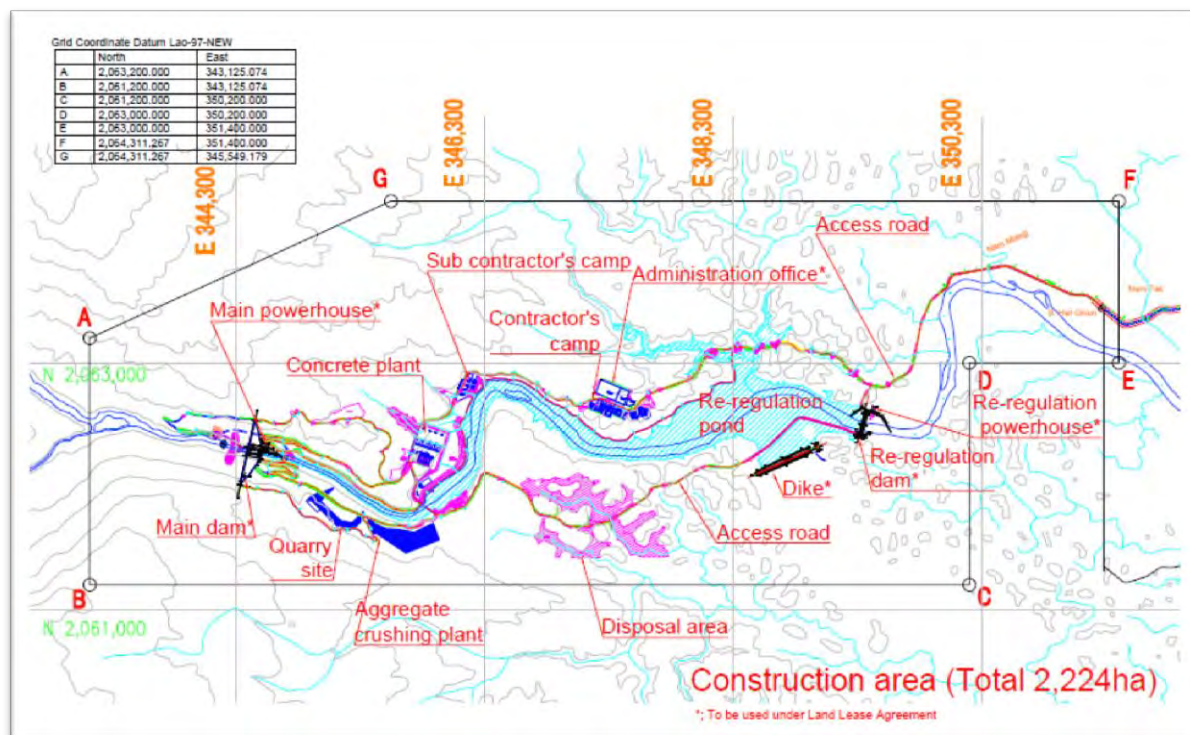 Grid Coordinate Datum Lao-97-NEW
North East
A 2,063,200.000 343,125.074
B 2,061,200.000 343,125.074
C 2,061,200.000 350,200.000
D 2,063,000.000 350,200.000
E 2,063,000.000 351,400.000
F 2,064,311.267 351,400.000
G 2,064,311.267 345,549.179
E 344,300
E 346,300
E 348,300
E 350,300
G
F
Access road
Sub contractor's camp
Administration office*
Main powerhouse*
Contractor's
camp
A
Concrete plant
N 2,063,000
D
E
Re-regulation
pond
Re-regulation
powerhouse*
Re-regulation
dam*
Dike*
Main dam*
Access road
Quarry
site
B
C
Aggregate
crushing plant
N 2,061,000
Disposal area
Construction area (Total 2,224ha)
*; To be used under Land Lease Agreement